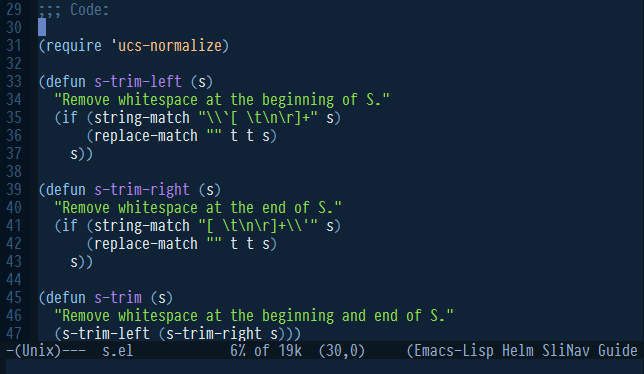 29 ;;; Code:
30
31 (require 'ucs-normalize)
32
33 (defun s-trim-left (s)
34   "Remove whitespace at the beginning of S."
35   (if (string-match "\\`[ \t\n\r]+" s)
36       (replace-match "" t t s)
37     s))
38
39 (defun s-trim-right (s)
40   "Remove whitespace at the end of S."
41   (if (string-match "[ \t\n\r]+\\'" s)
42       (replace-match "" t t s)
43     s))
44
45 (defun s-trim (s)
46   "Remove whitespace at the beginning and end of S."
47   (s-trim-left (s-trim-right s)))
-(Unix)--- s.el 6% of 19k (30,0) (Emacs-Lisp Helm SliNav Guide